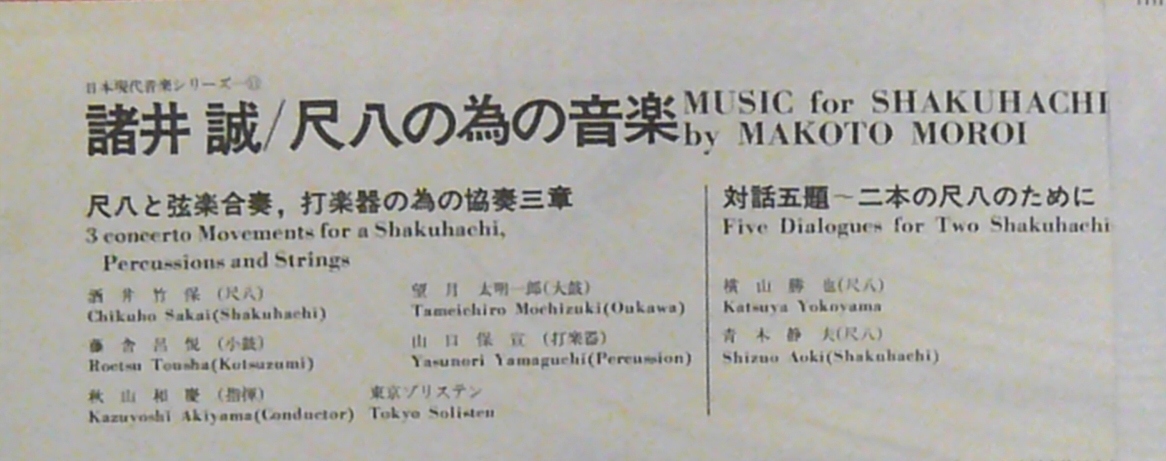 日本現代音楽シリーズ
諸井 誠/尺八の為の音楽
MUSIC for SHAKUHACHI
by MAKOTO MOROI
尺八と弦楽合奏，打楽器の為の協奏三章
3 concerto Movements for a Shakuhachi,
Percussions and Strings
酒井竹保 (尺八)
Chikuho Sakai(Shakuhachi)
望月 太明一郎(大鼓)
Tameichiro Mochizuki(Oukawa)
藤舎呂悦 (小鼓)
Roetsu Tousha(Kotsuzumi)
山口保宣 (打楽器)
Yasunori Yamaguchi(Percussion)
秋山和慶 (指揮)
Kazuyoshi Akiyama(Conductor)
東京ゾリステン
Tokyo Solisten
対話五題～二本の尺八のために
Five Dialogues for Two Shakuhachi
横山勝也(尺八)
Katsuya Yokoyama
青木静夫(尺八)
Shizuo Aoki(Shakuhachi)